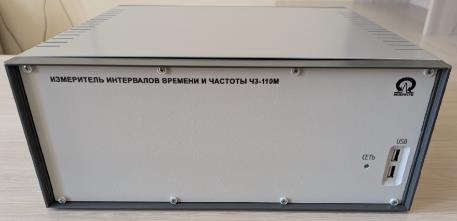 ИЗМЕРИТЕЛЬ ИНТЕРВАЛОВ ВРЕМЕНИ И ЧАСТОТЫ ЧЗ-110М
USB
СЕТЬ